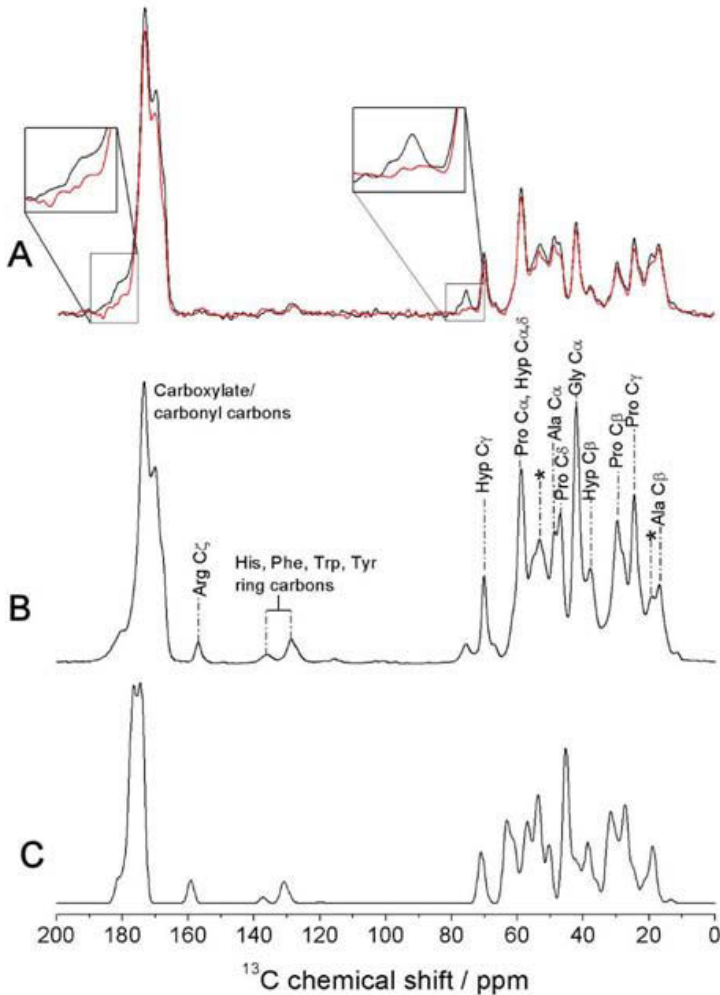 A
Carboxylate/
carbonyl carbons
Arg Cζ
His, Phe, Trp, Tyr
ring carbons
Hyp Cγ
Pro Cα, Hyp Cα,δ
*
Ala Cα
Pro Cδ
Gly Cα
Hyp Cβ
Pro Cβ
Pro Cγ
*
Ala Cβ
B
C
200 180 160 140 120 100 80 60 40 20 0
13C chemical shift / ppm